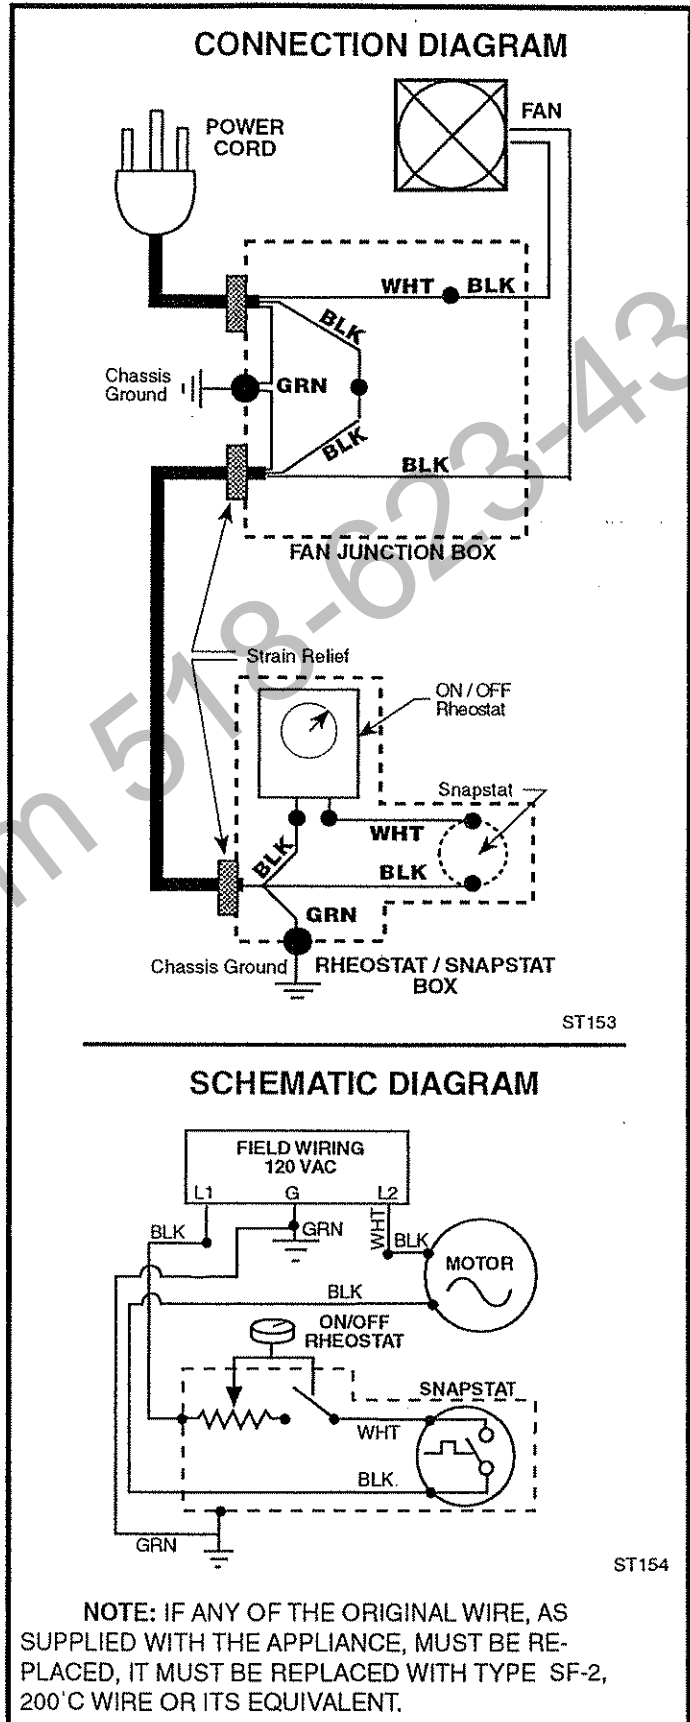 CONNECTION DIAGRAM
POWER
CORD
FAN
WHT BLK
BLK
Chassis
Ground
GRN
BLK
BLK
FAN JUNCTION BOX
Strain Relief
ON / OFF
Rheostat
Snapstat
WHT
BLK
BLK
GRN
Chassis Ground
RHEOSTAT / SNAPSTAT
BOX
ST153
SCHEMATIC DIAGRAM
FIELD WIRING
120 VAC
L1 G L2
BLK
GRN
WHT
BLK
MOTOR
BLK
ON/OFF
RHEOSTAT
SNAPSTAT
WHT
BLK.
GRN
ST154
NOTE: IF ANY OF THE ORIGINAL WIRE, AS
SUPPLIED WITH THE APPLIANCE, MUST BE RE-
PLACED, IT MUST BE REPLACED WITH TYPE SF-2,
200°C WIRE OR ITS EQUIVALENT.
m 518-623-43